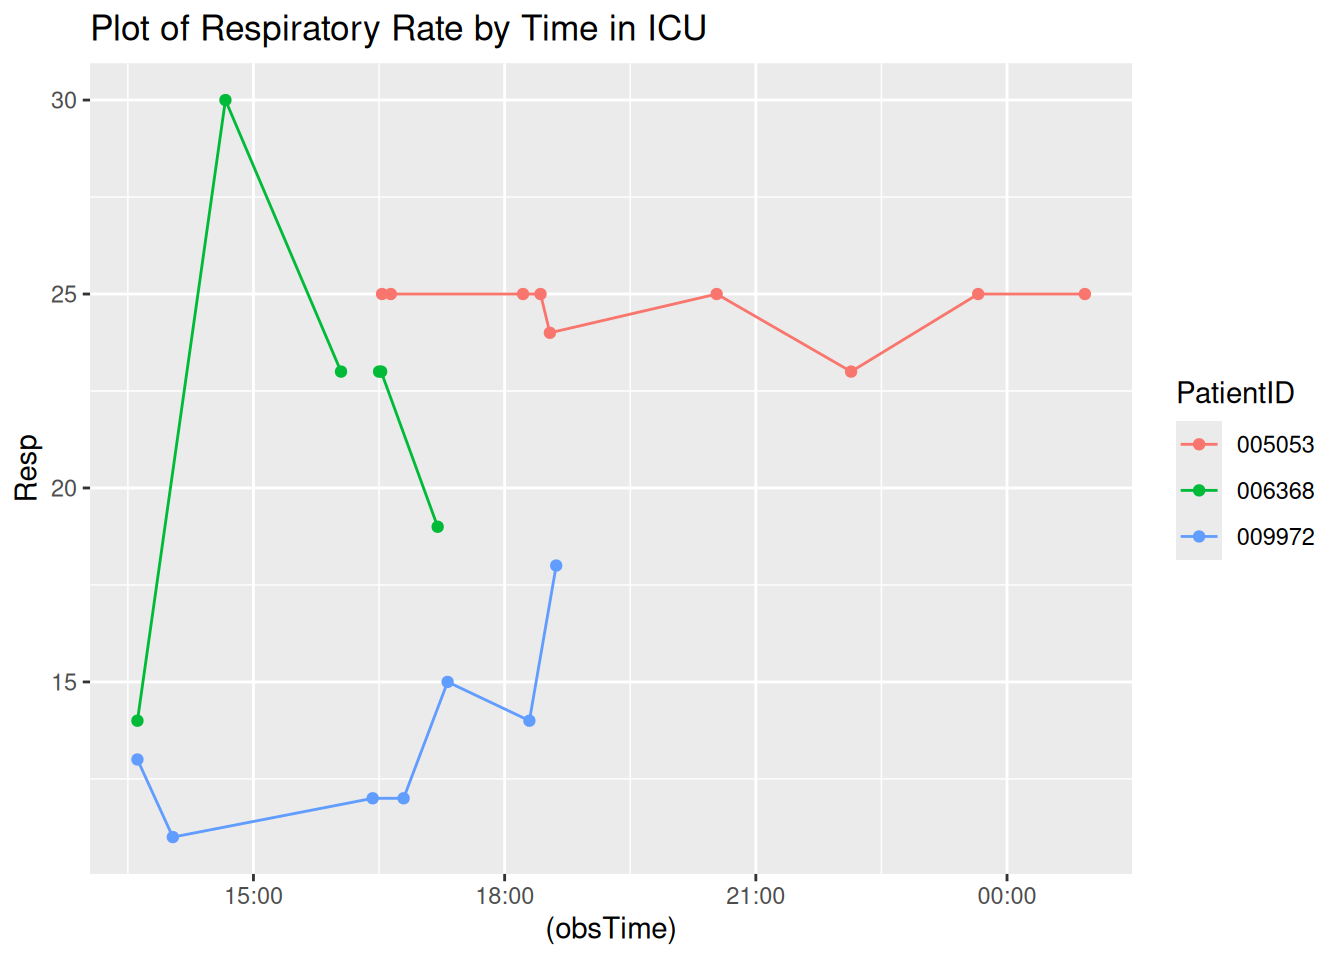 Plot of Respiratory Rate by Time in ICU
30
25
20
15
Resp
15:00 18:00 21:00 00:00
(obsTime)
PatientID
005053
006368
009972